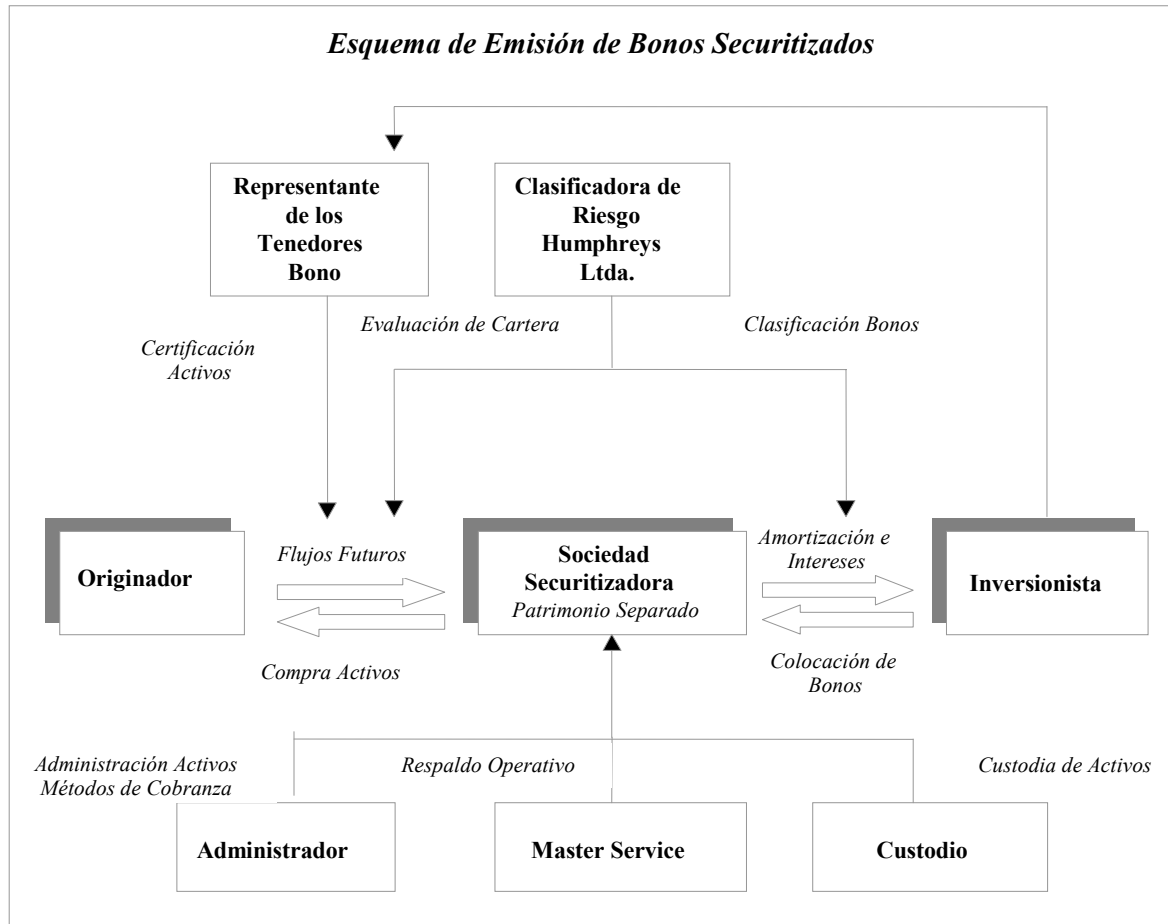 Esquema de Emisión de Bonos Securitizados
Representante
de los
Tenedores
Bono
Clasificadora de
Riesgo
Humphreys
Ltda.
Certificación
Activos
Evaluación de Cartera
Clasificación Bonos
Originador
Flujos Futuros
Compra Activos
Sociedad
Securitizadora
Patrimonio Separado
Amortización e
Intereses
Colocación de
Bonos
Inversionista
Administración Activos
Métodos de Cobranza
Respaldo Operativo
Custodia de Activos
Administrador
Master Service
Custodio